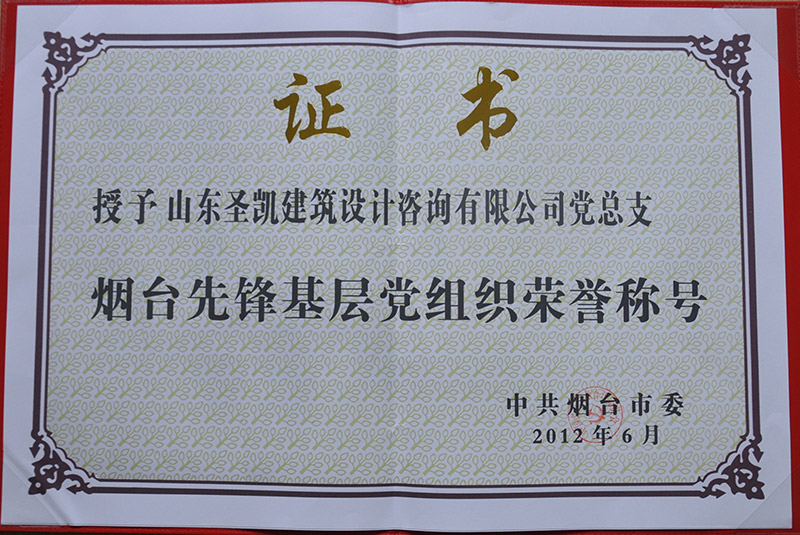 证书
授予 山东圣凯建筑设计咨询有限公司党总支
烟台先锋基层党组织荣誉称号
中共烟台市委
2012年6月